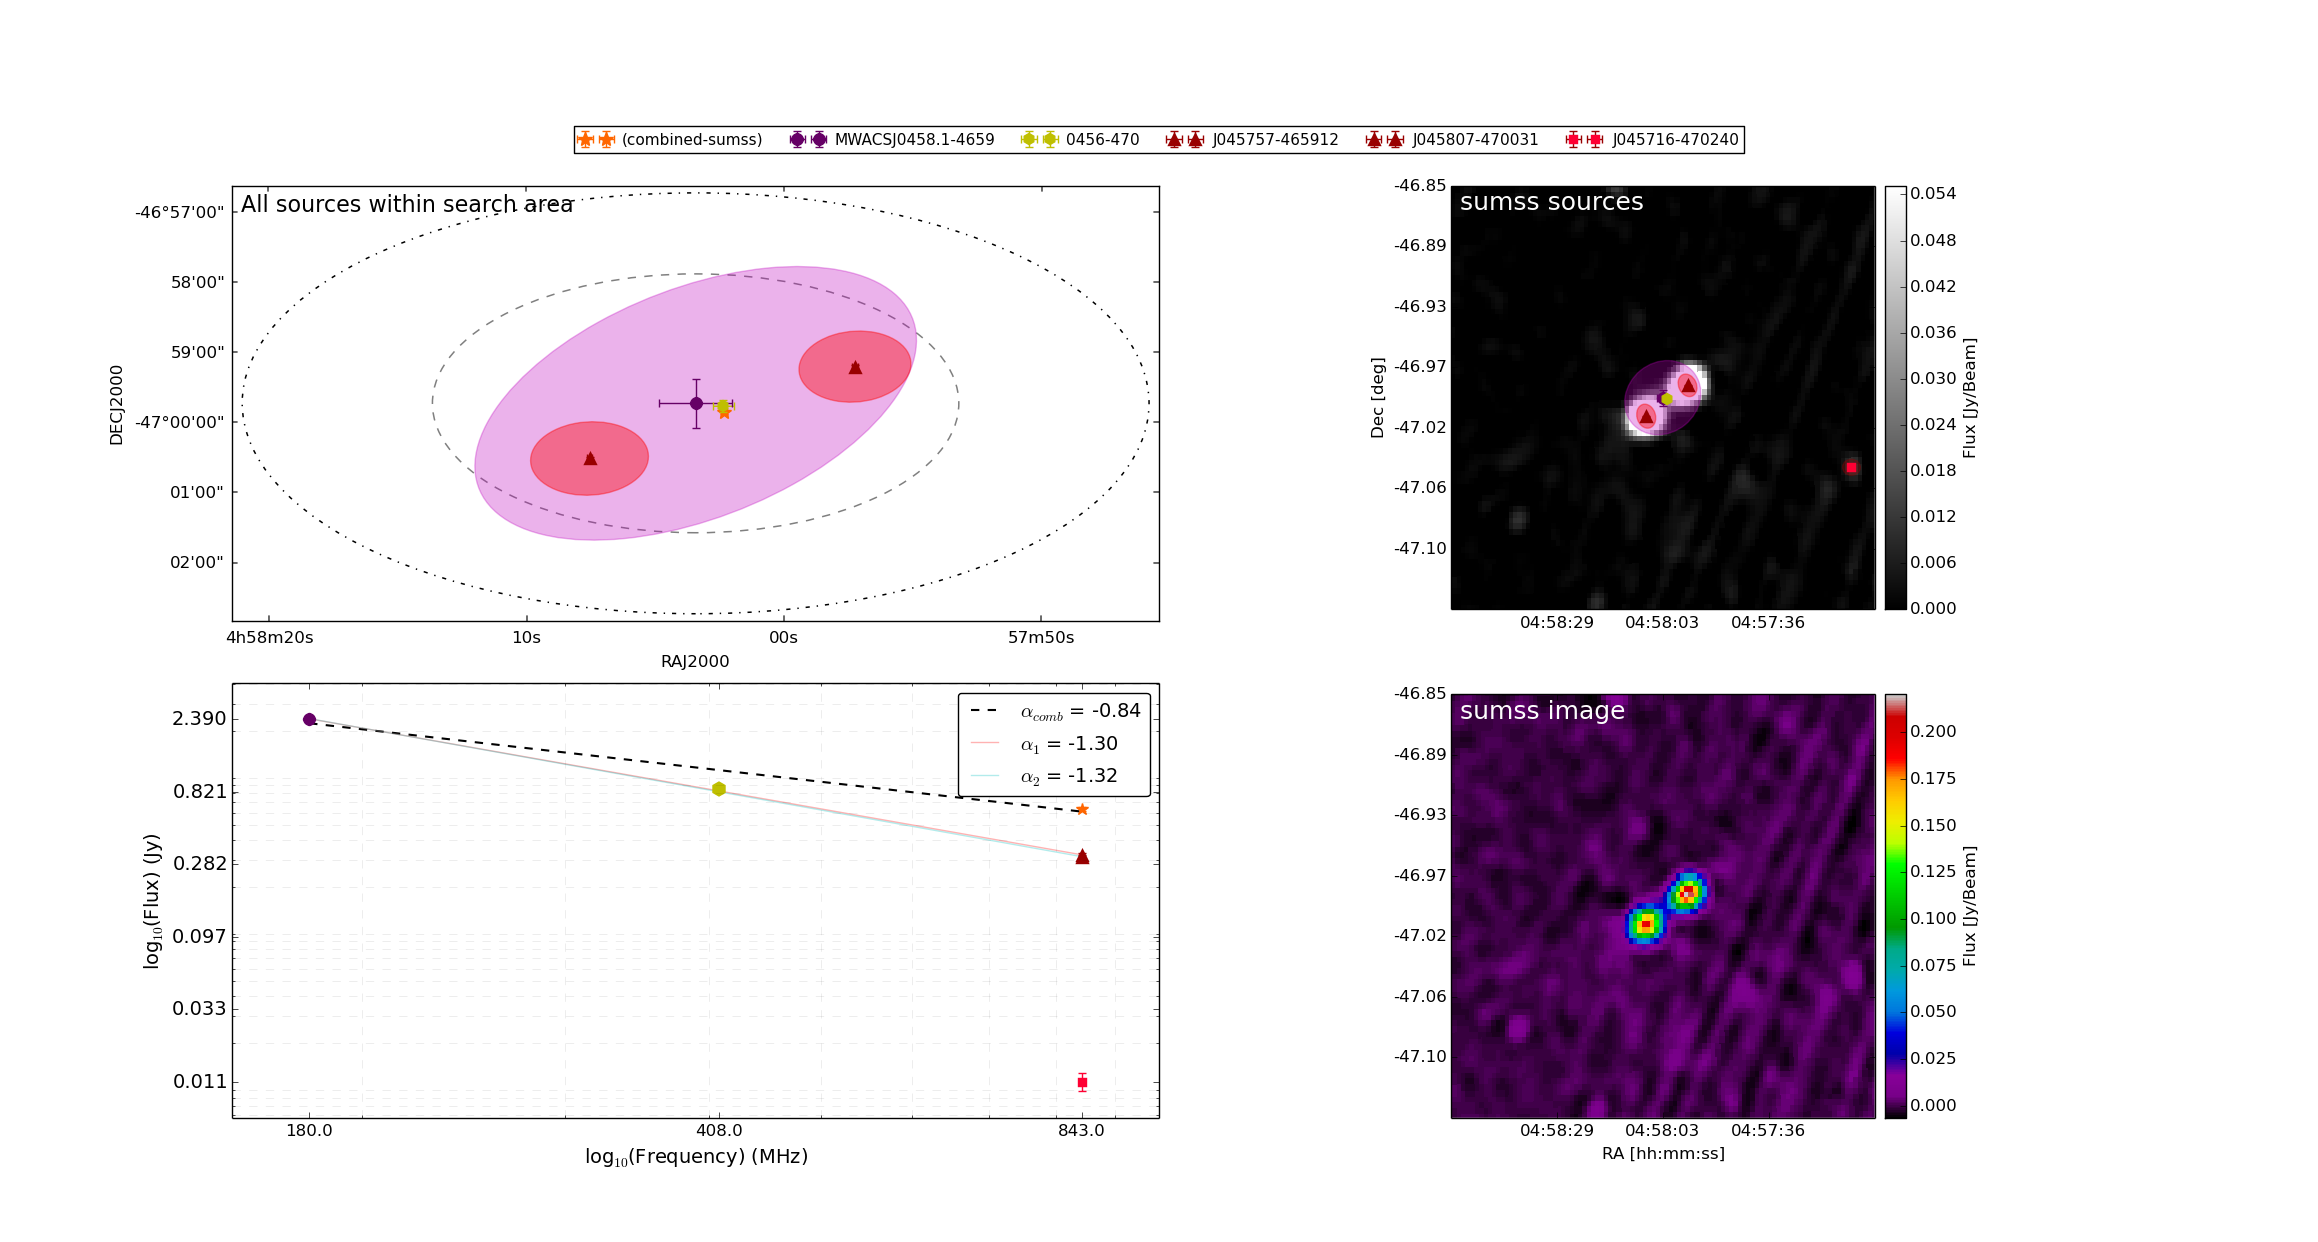 (combined-sumss) MWACSJ0458.1-4659 0456-470 J045757-465912 J045807-470031 J045716-470240
All sources within search area
-46°57'00"
58'00"
59'00"
-47°00'00"
01'00"
02'00"
DECJ2000
4h58m20s 10s 00s 57m50s
RAJ2000
sumss sources
-46.85
-46.89
-46.93
-46.97
-47.02
-47.06
-47.10
Dec [deg]
04:58:29 04:58:03 04:57:36
0.054
0.048
0.042
0.036
0.030
0.024
0.018
0.012
0.006
0.000
Flux [Jy/Beam]
α_comb = -0.84
α_1 = -1.30
α_2 = -1.32
2.390
0.821
0.282
0.097
0.033
0.011
log_10(Flux) (Jy)
180.0 408.0 843.0
log_10(Frequency) (MHz)
sumss image
-46.85
-46.89
-46.93
-46.97
-47.02
-47.06
-47.10
04:58:29 04:58:03 04:57:36
RA [hh:mm:ss]
0.200
0.175
0.150
0.125
0.100
0.075
0.050
0.025
0.000
Flux [Jy/Beam]